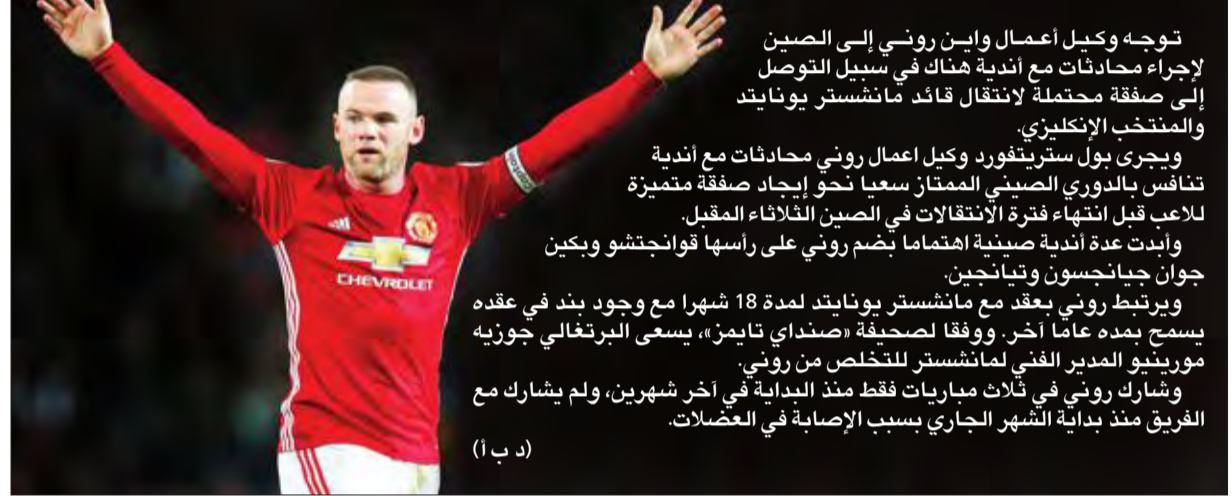 توجه وكيل أعمال واين روني إلى الصين
لإجراء محادثات مع أندية هناك في سبيل التوصل
إلى صفقة محتملة لانتقال قائد مانشستر يونايتد
والمنتخب الإنكليزي.
ويجرى بول ستريتفورد وكيل اعمال روني محادثات مع أندية
تنافس بالدوري الصيني الممتاز سعيا نحو إيجاد صفقة متميزة
للاعب قبل انتهاء فترة الانتقالات في الصين الثلاثاء المقبل.
وأبدت عدة أندية صينية اهتماما بضم روني على رأسها قوانجتشو وبكين
جوان جيانجسون وتيانجين.
ويرتبط روني بعقد مع مانشستر يونايتد لمدة 18 شهرا مع وجود بند في عقده
يسمح بمده عاما آخر. ووفقا لصحيفة «صنداي تايمز»، يسعى البرتغالي جوزيه
مورينيو المدير الفني لمانشستر للتخلص من روني.
وشارك روني في ثلاث مباريات فقط منذ البداية في آخر شهرين، ولم يشارك مع
الفريق منذ بداية الشهر الجاري بسبب الإصابة في العضلات.
(د ب أ)
CHEVROLET
Captain